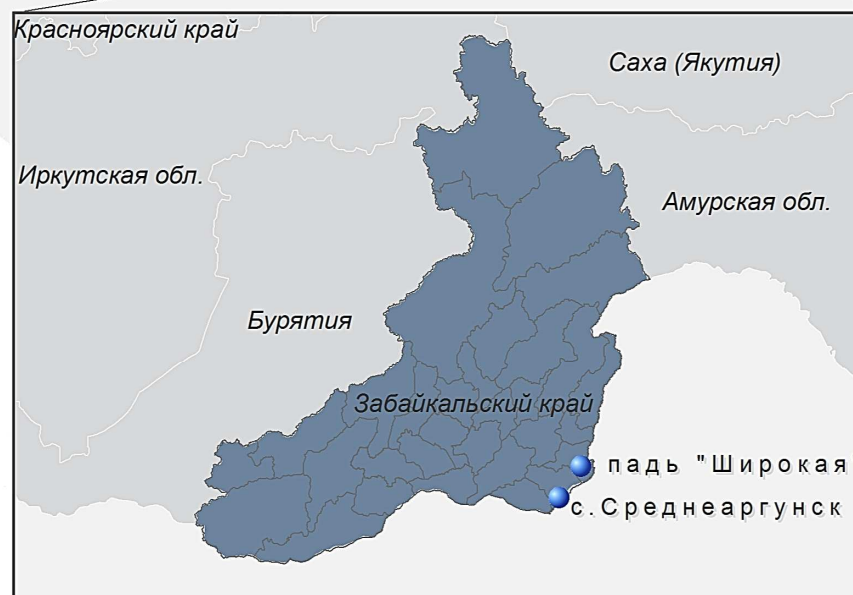 Красноярский край
Саха (Якутия)
Иркутская обл.
Амурская обл.
Бурятия
Забайкальский край
падь "Широкая
с.Среднеаргунск